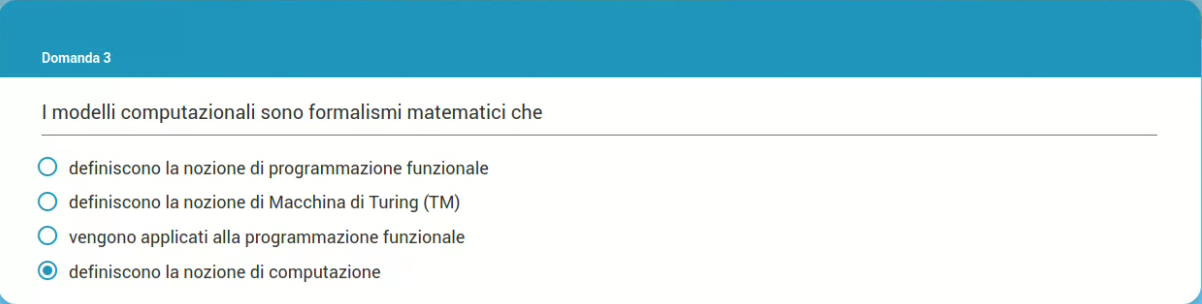 Domanda 3
I modelli computazionali sono formalismi matematici che
definiscono la nozione di programmazione funzionale
definiscono la nozione di Macchina di Turing (TM)
vengono applicati alla programmazione funzionale
definiscono la nozione di computazione